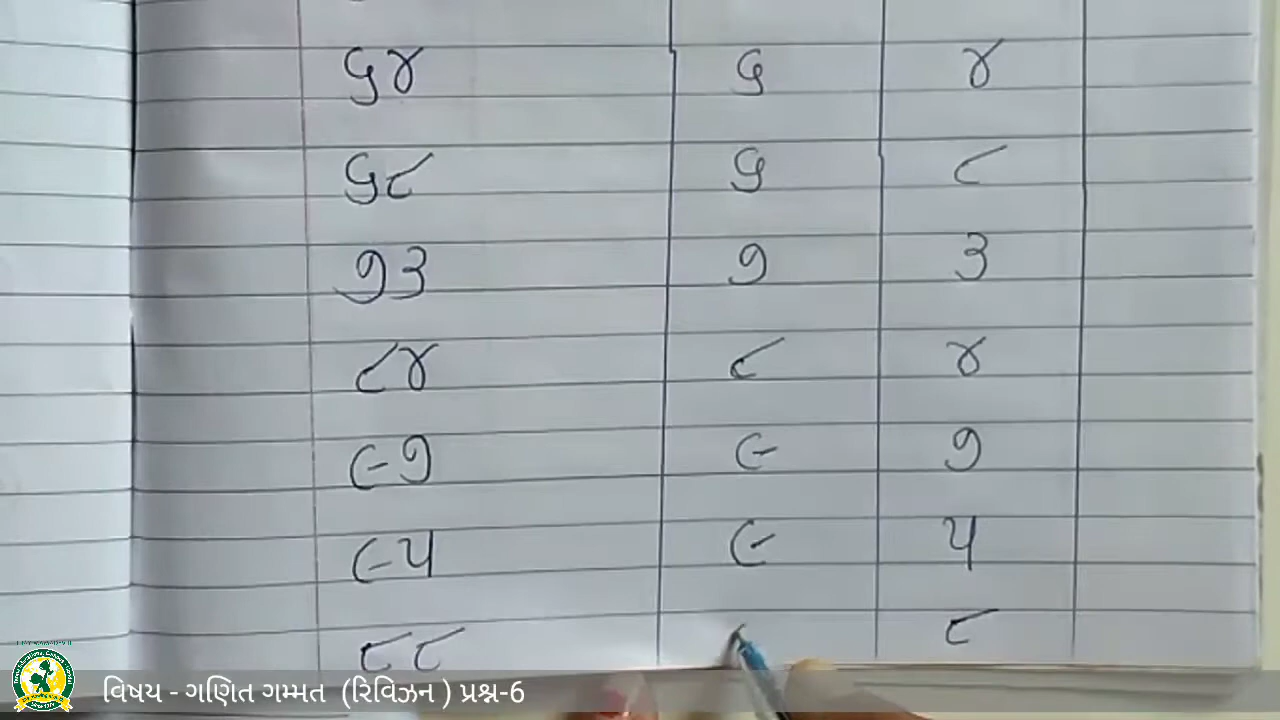 ૬૪ ૬ ૪
૬૮ ૬ ૮
૭૩ ૭ ૩
૮૪ ૮ ૪
૯૭ ૯ ૭
૯૫ ૯ ૫
૮૮ ૮
વિષય - ગણિત ગમ્મત (રિવિઝન ) પ્રશ્ન-6